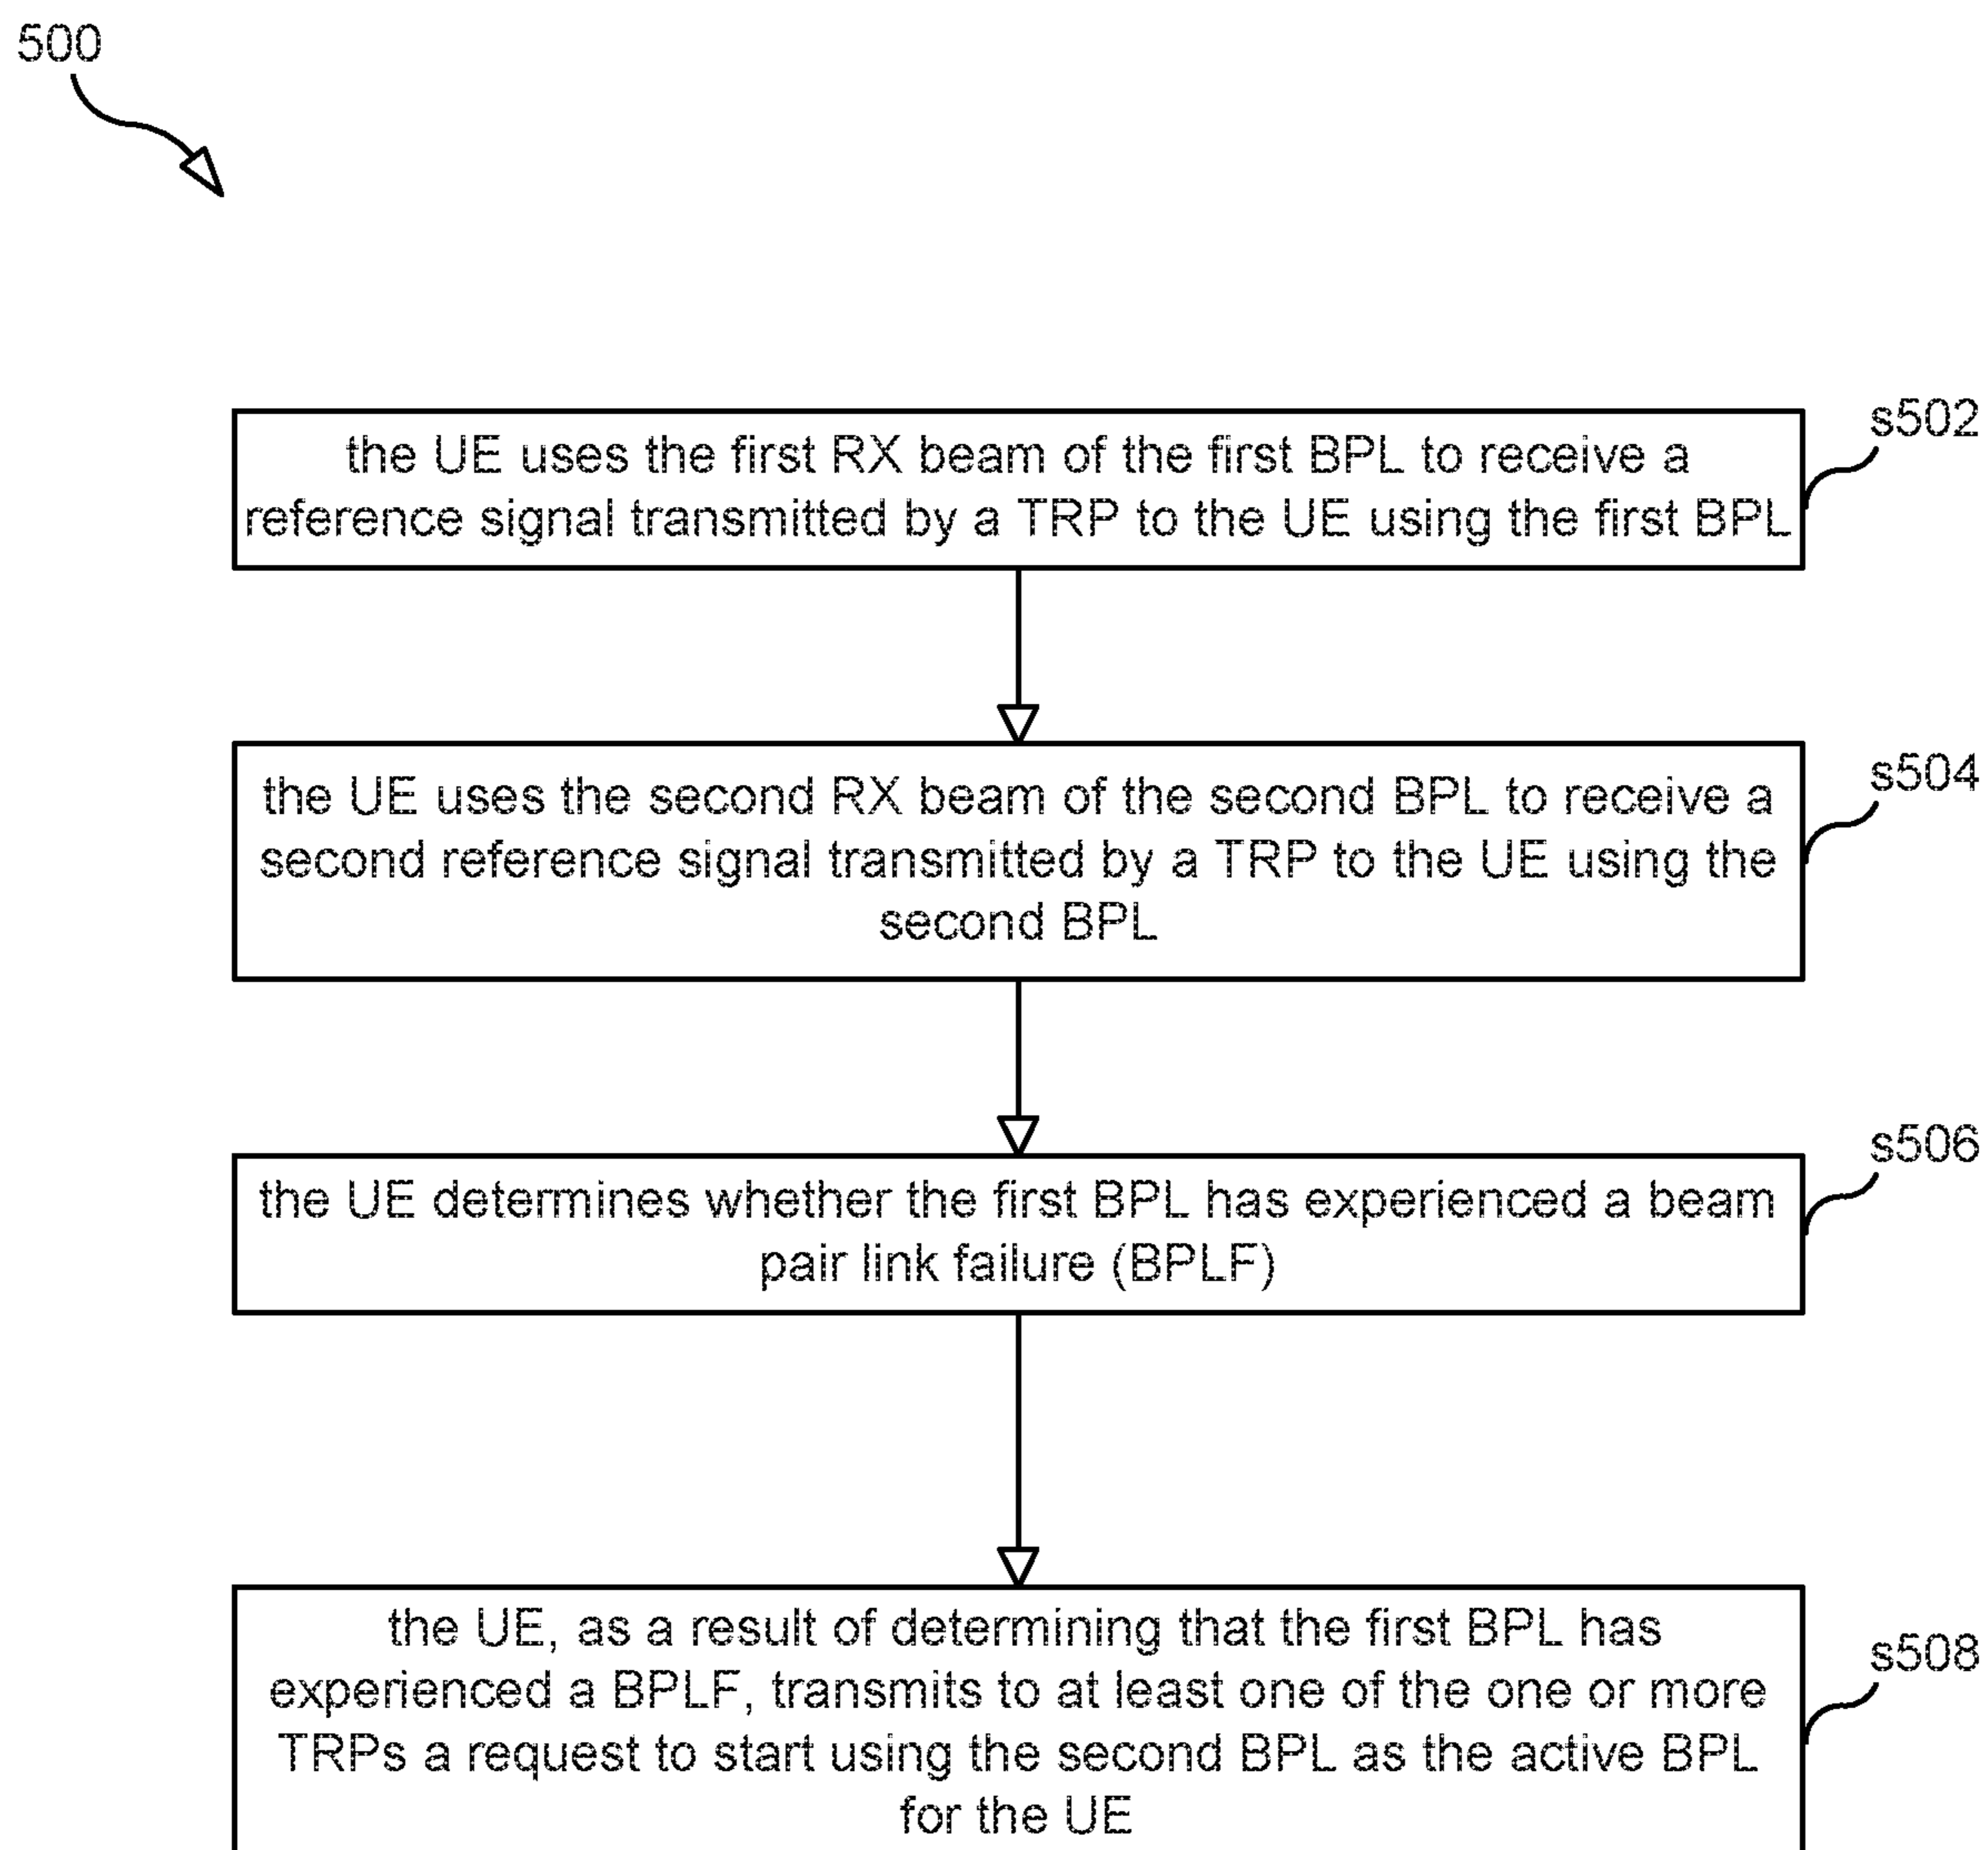 500
s502
the UE uses the first RX beam of the first BPL to receive a
reference signal transmitted by a TRP to the UE using the first BPL
s504
the UE uses the second RX beam of the second BPL to receive a
second reference signal transmitted by a TRP to the UE using the
second BPL
s506
the UE determines whether the first BPL has experienced a beam
pair link failure (BPLF)
s508
the UE, as a result of determining that the first BPL has
experienced a BPLF, transmits to at least one of the one or more
TRPs a request to start using the second BPL as the active BPL
for the UE